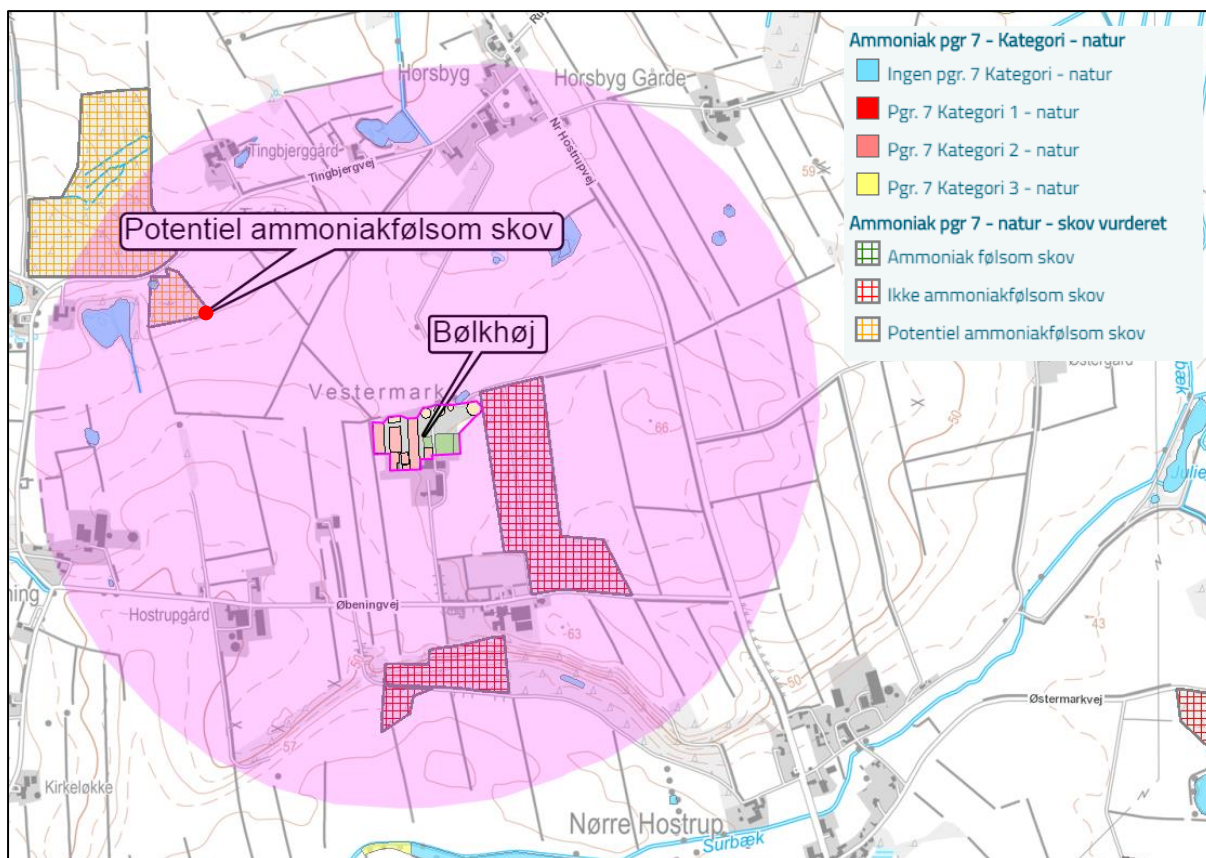 Ammoniak pgr 7 - Kategori - natur
Ingen pgr. 7 Kategori - natur
Pgr. 7 Kategori 1 - natur
Pgr. 7 Kategori 2 - natur
Pgr. 7 Kategori 3 - natur
Ammoniak pgr 7 - natur - skov vurderet
Ammoniak følsom skov
Ikke ammoniakfølsom skov
Potentiel ammoniakfølsom skov
Horsbyg
Horsbyg Gårde
Tingbjerggård
Tingbjergvej
Nr Hostrupvej
59
Potentiel ammoniakfølsom skov
Bølkhøj
Vestermark
Østergård
50
66
Hostrupgård
Øbeningvej
63
43
50
Østermarkvej
57
Kirkeløkke
Nørre Hostrup
Surbæk